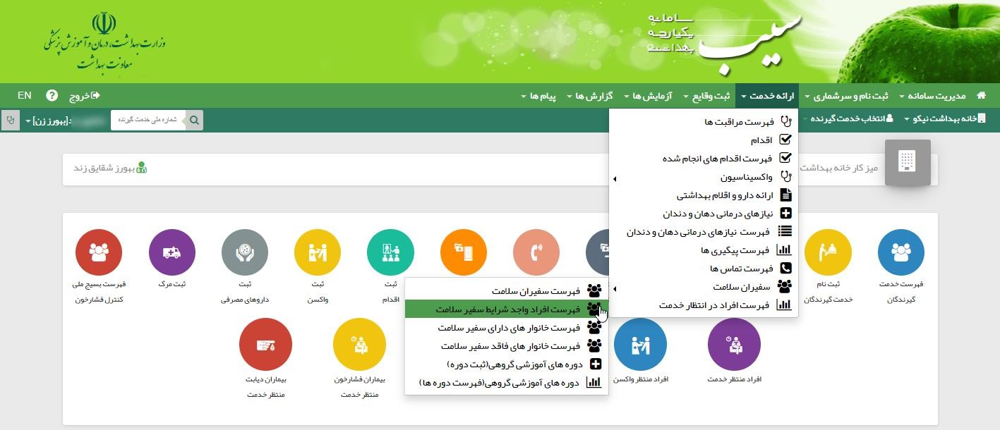 سامانه
یکپارچه
بهداشت
سیب
وزارت بهداشت، درمان و آموزش پزشکی
معاونت بهداشت
مدیریت سامانه
ثبت نام و سرشماری
ارائه خدمت
ثبت وقایع
آزمایش ها
گزارش ها
پیام ها
خروج
EN
خانه بهداشت نیکو
انتخاب خدمت گیرنده
شماره ملی خدمت گیرنده
[بهورز زن]
میز کار خانه بهداشت
بهورز شقایق زند
فهرست مراقبت ها
اقدام
فهرست اقدام های انجام شده
واکسیناسیون
ارائه دارو و اقلام بهداشتی
نیازهای درمانی دهان و دندان
فهرست نیازهای درمانی دهان و دندان
فهرست پیگیری ها
فهرست تماس ها
سفیران سلامت
فهرست افراد در انتظار خدمت
فهرست سفیران سلامت
فهرست افراد واجد شرایط سفیر سلامت
فهرست خانوار های دارای سفیر سلامت
فهرست خانوار های فاقد سفیر سلامت
دوره های آموزشی گروهی(ثبت دوره)
دوره های آموزشی گروهی(فهرست دوره ها)
فهرست خدمت
گیرندگان
ثبت نام
خدمت گیرندگان
ثبت
اقدام
ثبت
واکسن
ثبت
داروهای مصرفی
ثبت مرگ
فهرست بسیج ملی
کنترل فشارخون
افراد منتظر خدمت
افراد منتظر واکسن
بیماران فشارخون
منتظر خدمت
بیماران دیابت
منتظر خدمت